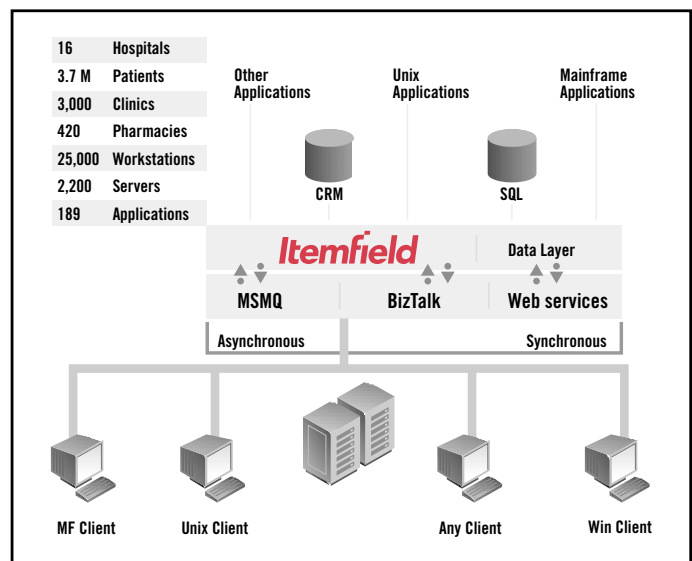 16 Hospitals
3.7 M Patients
3,000 Clinics
420 Pharmacies
25,000 Workstations
2,200 Servers
189 Applications
Other
Applications
Unix
Applications
Mainframe
Applications
CRM
SQL
Itemfield
Data Layer
MSMQ
BizTalk
Web services
Asynchronous
Synchronous
MF Client
Unix Client
Any Client
Win Client